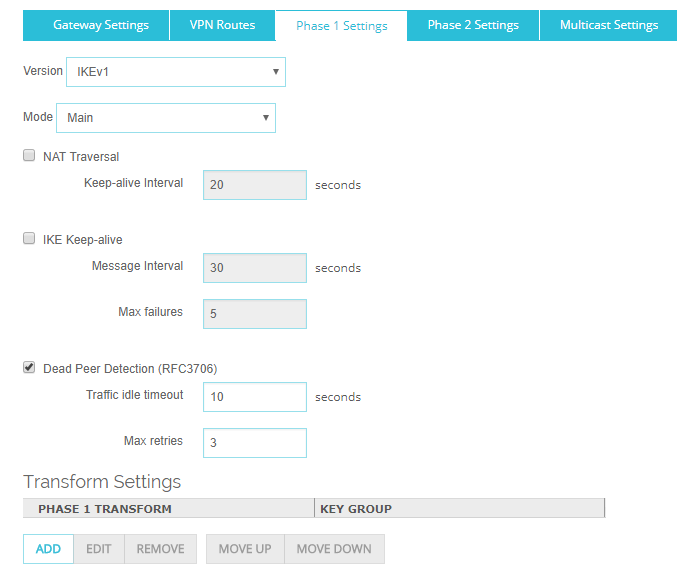 Gateway Settings VPN Routes Phase 1 Settings Phase 2 Settings Multicast Settings
Version IKEv1
Mode Main
NAT Traversal
Keep-alive Interval 20 seconds
IKE Keep-alive
Message Interval 30 seconds
Max failures 5
Dead Peer Detection (RFC3706)
Traffic idle timeout 10 seconds
Max retries 3
Transform Settings
PHASE 1 TRANSFORM KEY GROUP
ADD EDIT REMOVE MOVE UP MOVE DOWN